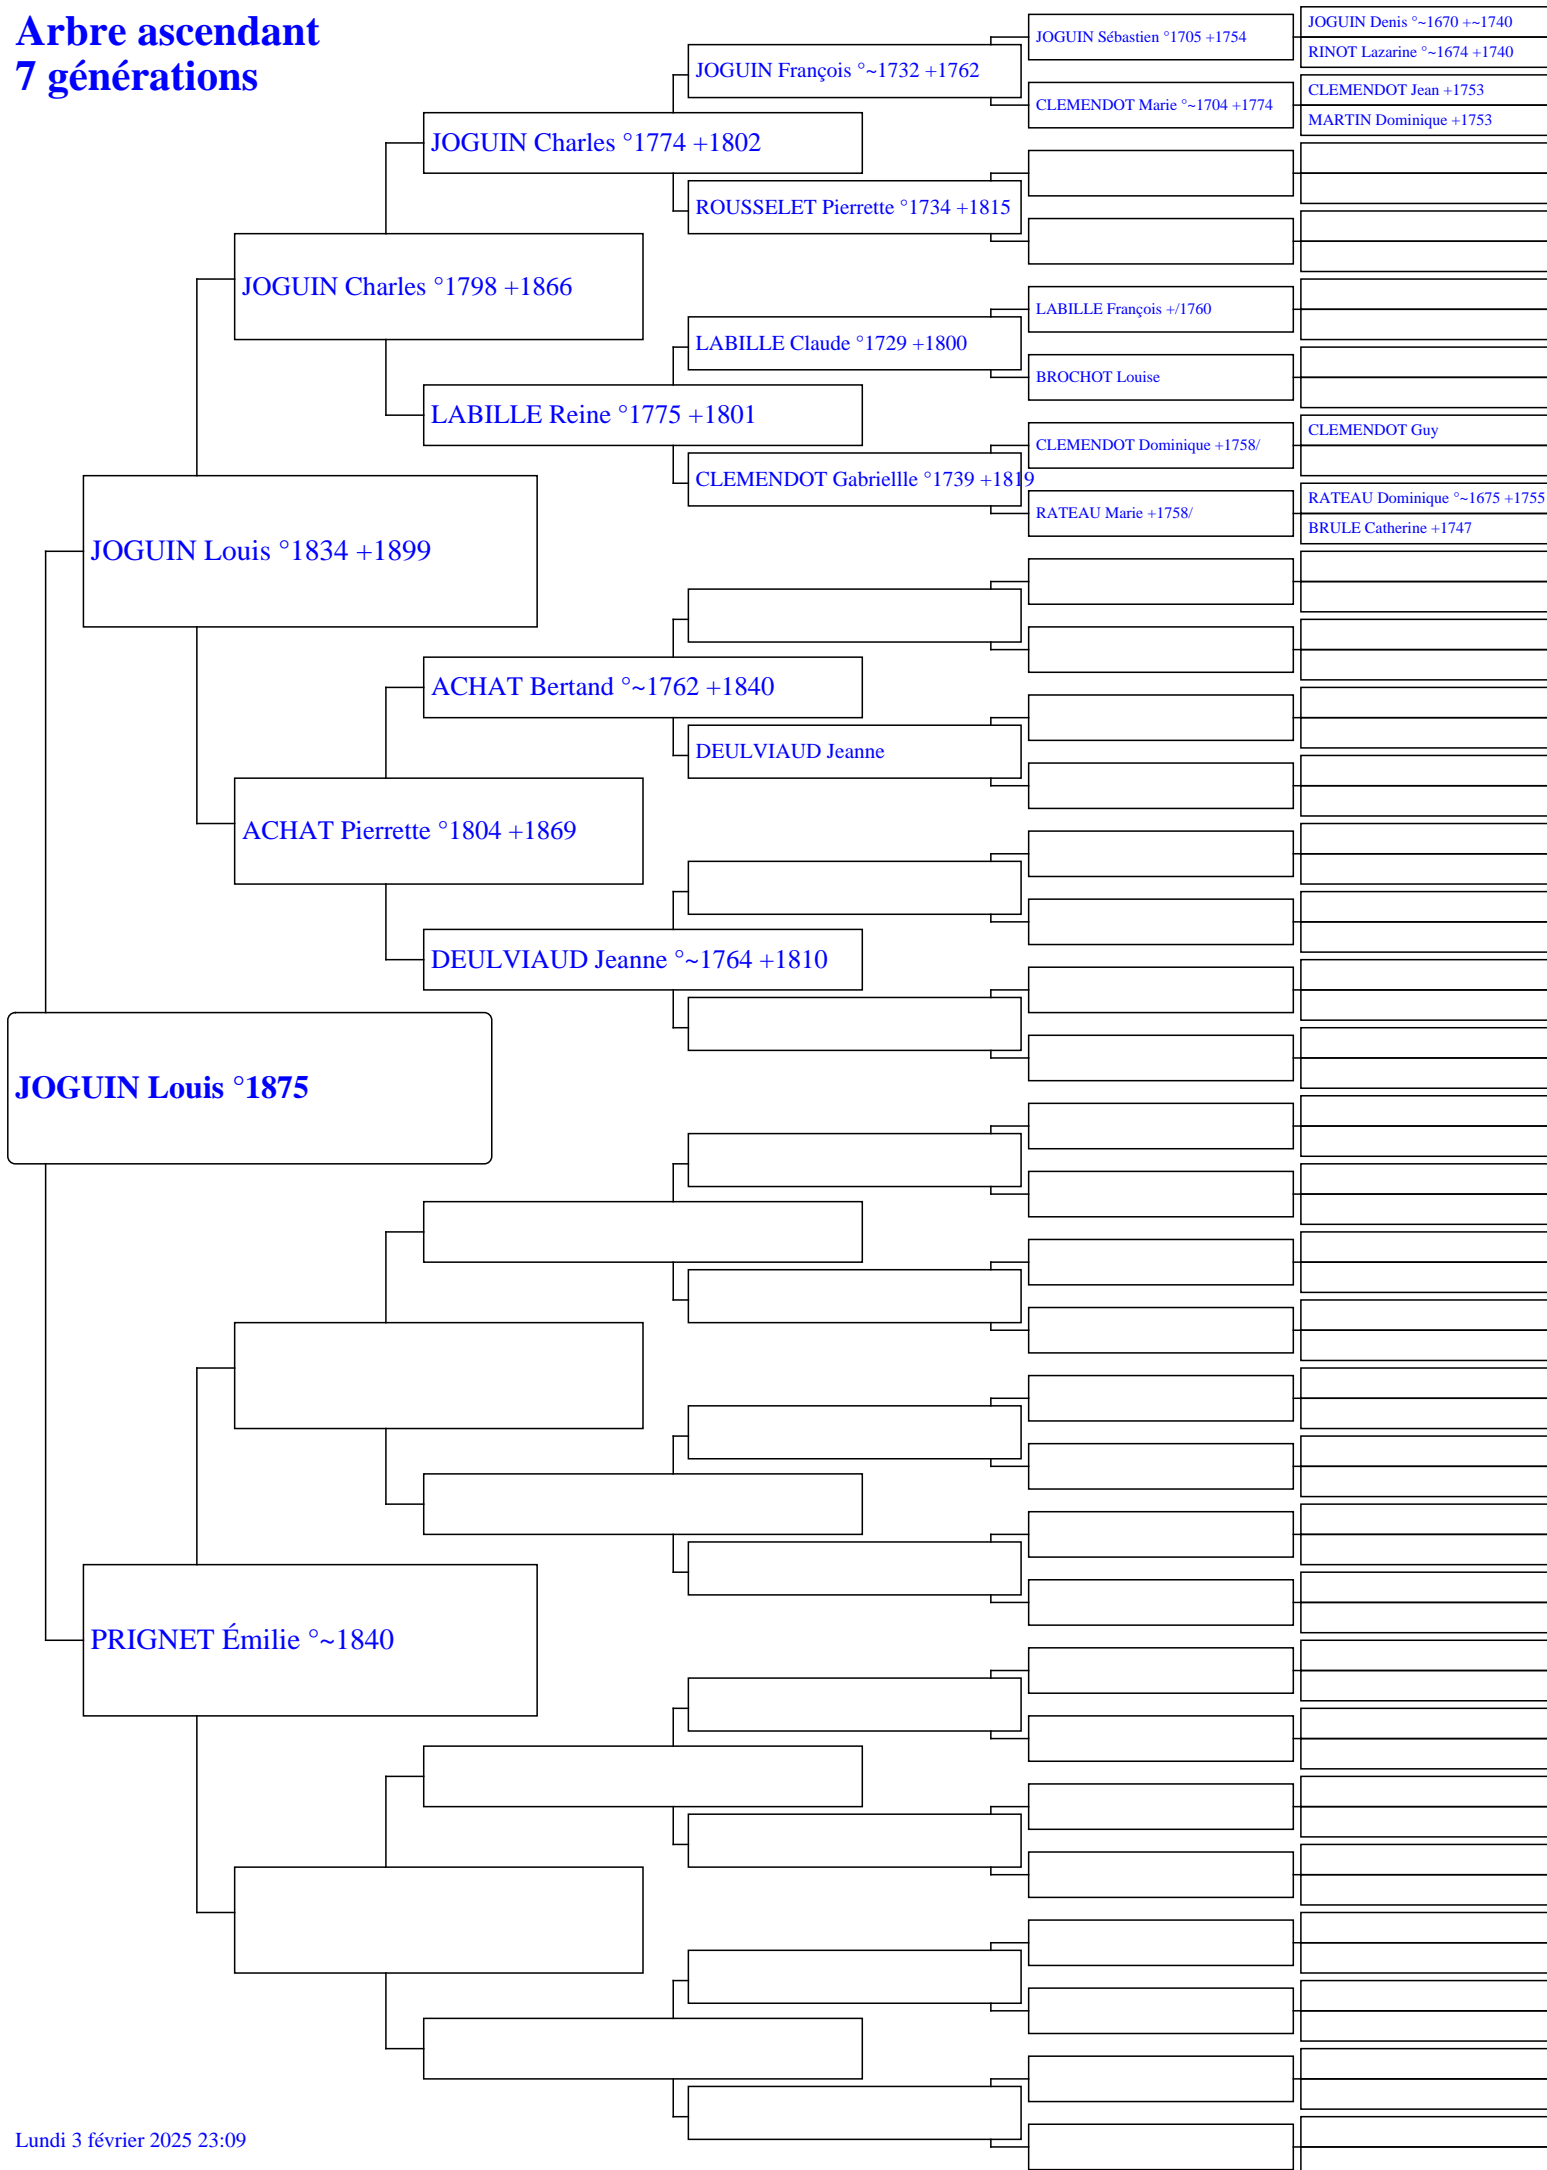 Arbre ascendant
7 générations
JOGUIN Louis °1875
JOGUIN Louis °1834 +1899
PRIGNET Émilie °~1840
JOGUIN Charles °1798 +1866
ACHAT Pierrette °1804 +1869
JOGUIN Charles °1774 +1802
LABILLE Reine °1775 +1801
ACHAT Bertand °~1762 +1840
DEULVIAUD Jeanne °~1764 +1810
JOGUIN François °~1732 +1762
ROUSSELET Pierrette °1734 +1815
LABILLE Claude °1729 +1800
CLEMENDOT Gabriellle °1739 +1819
DEULVIAUD Jeanne
JOGUIN Sébastien °1705 +1754
CLEMENDOT Marie °~1704 +1774
LABILLE François +/1760
BROCHOT Louise
CLEMENDOT Dominique +1758/
RATEAU Marie +1758/
JOGUIN Denis °~1670 +~1740
RINOT Lazarine °~1674 +1740
CLEMENDOT Jean +1753
MARTIN Dominique +1753
CLEMENDOT Guy
RATEAU Dominique °~1675 +1755
BRULE Catherine +1747
Lundi 3 février 2025 23:09